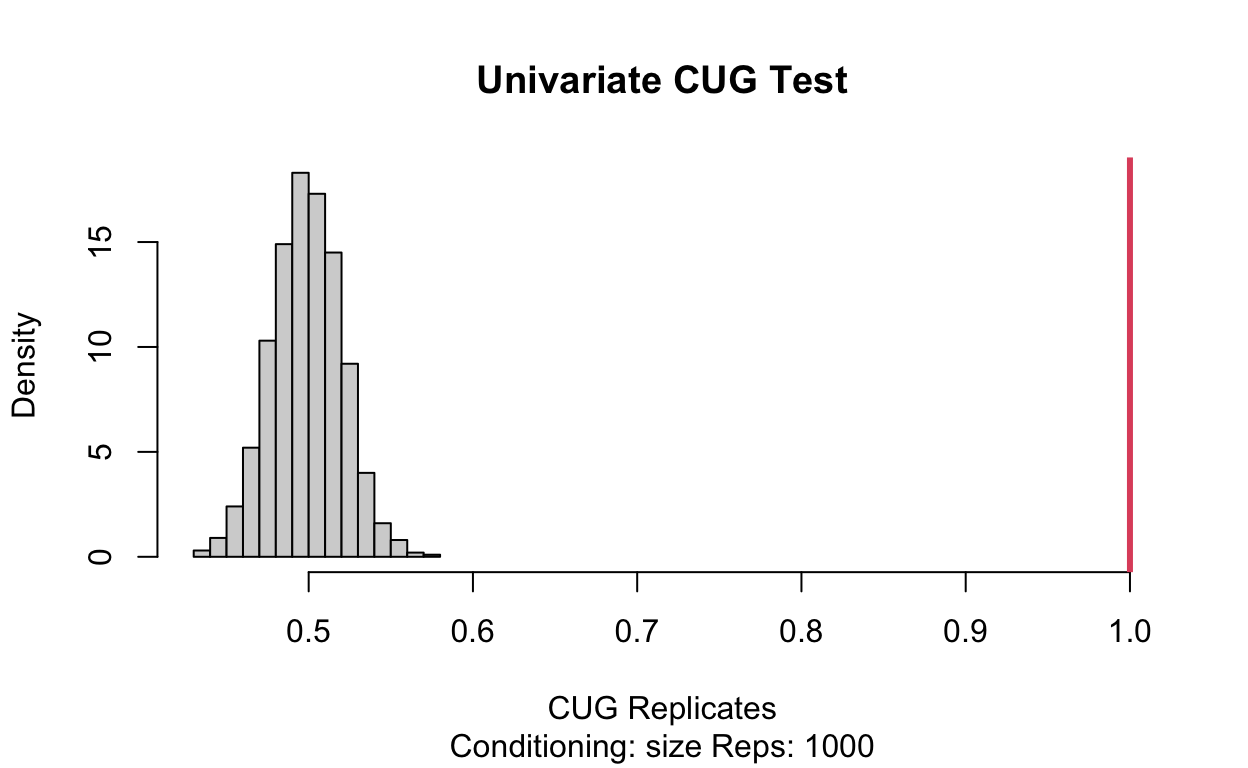 Univariate CUG Test
Density
15
10
5
0
0.5 0.6 0.7 0.8 0.9 1.0
CUG Replicates
Conditioning: size Reps: 1000